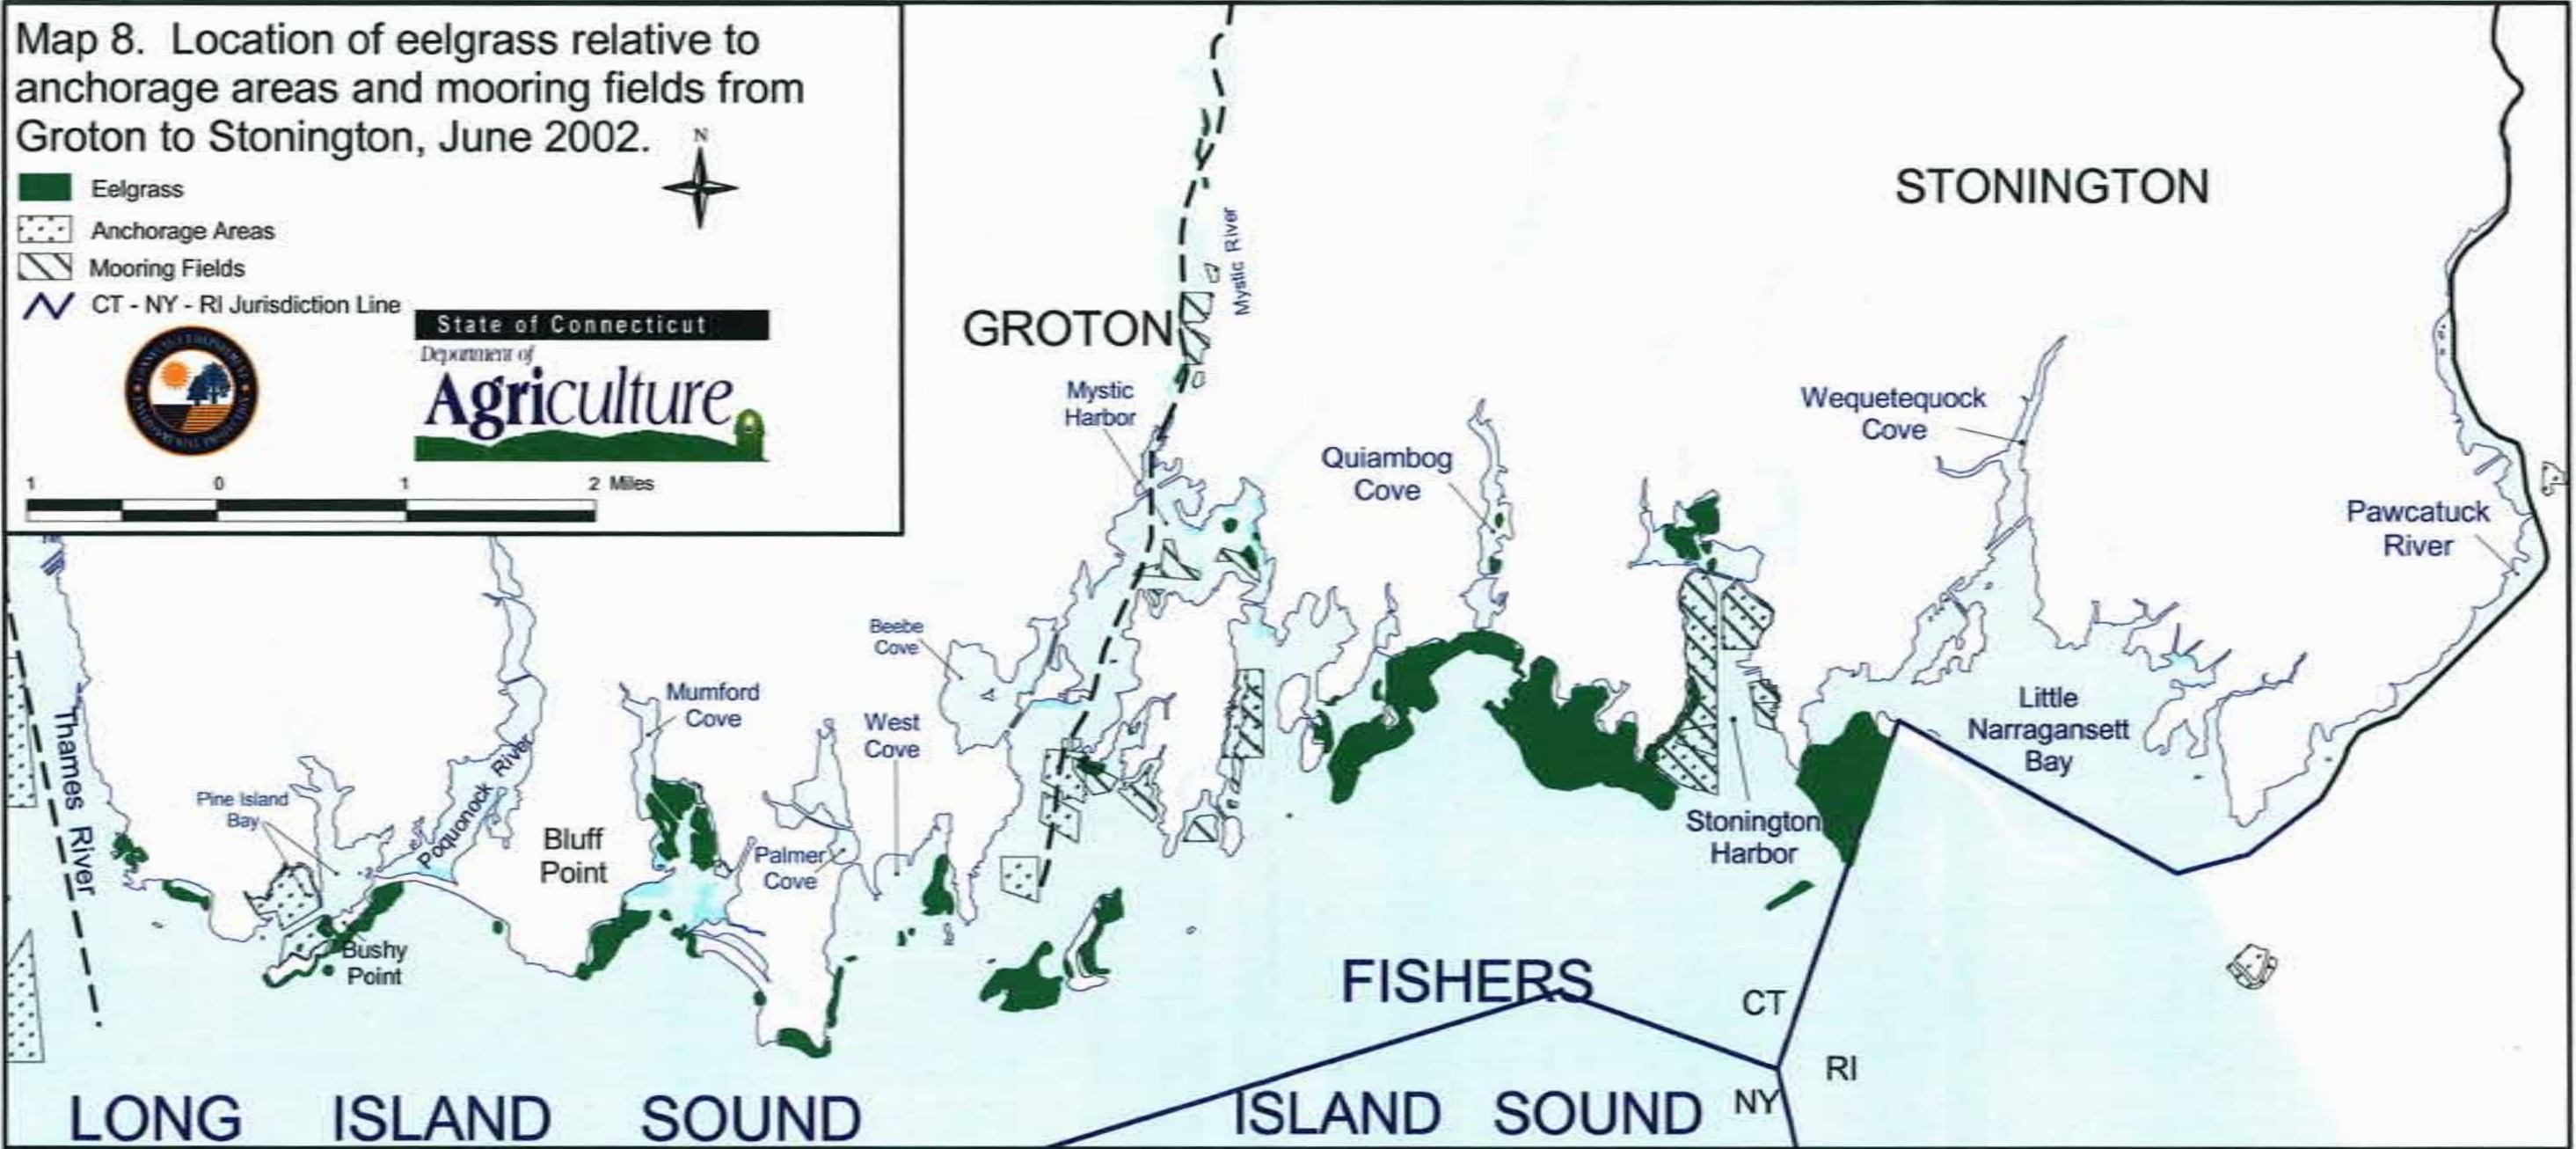 Map 8. Location of eelgrass relative to
anchorage areas and mooring fields from
Groton to Stonington, June 2002.
N
Eelgrass
Anchorage Areas
Mooring Fields
CT - NY - RI Jurisdiction Line
State of Connecticut
Department of
Agriculture
1 0 1 2 Miles
STONINGTON
Mystic River
GROTON
Mystic
Harbor
Quiambog
Cove
Wequetequock
Cove
Pawcatuck
River
Beebe
Cove
Mumford
Cove
West
Cove
Little
Narragansett
Bay
Thames River
Pine Island
Bay
Poquonock River
Bluff
Point
Palmer
Cove
Stonington
Harbor
Bushy
Point
FISHERS
CT
RI
NY
LONG ISLAND SOUND
ISLAND SOUND